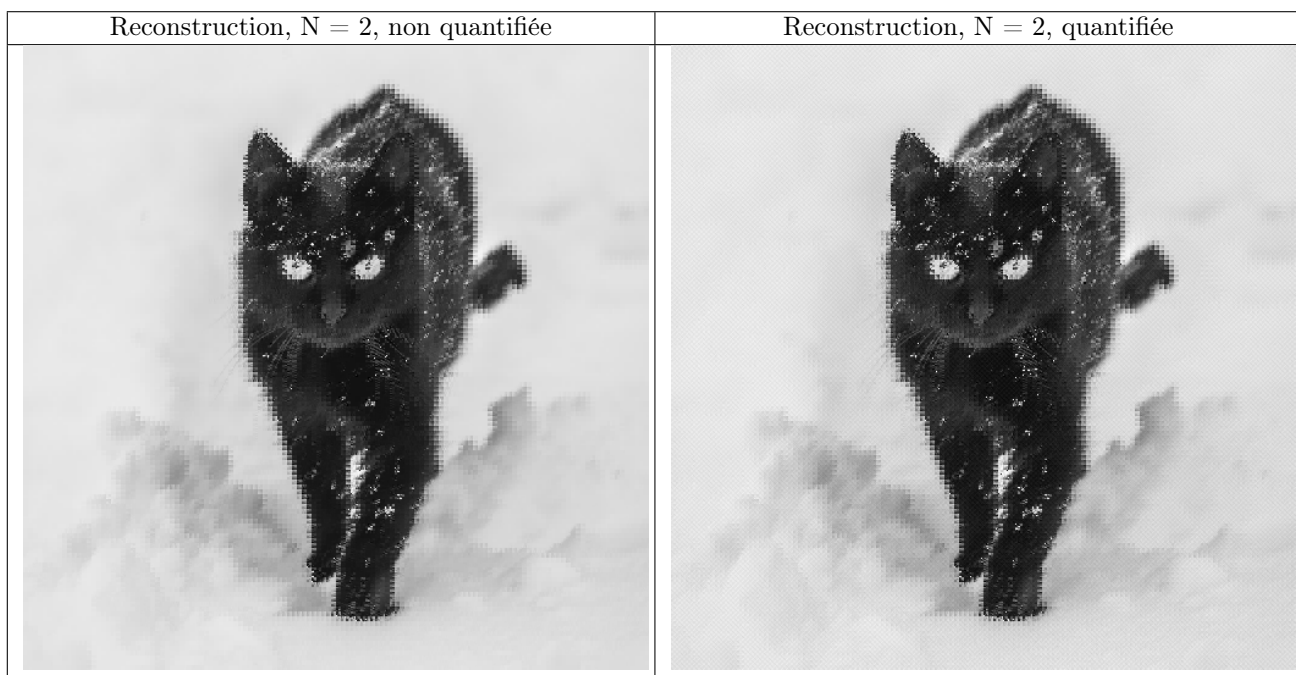 Reconstruction, N = 2, non quantifiée
Reconstruction, N = 2, quantifiée